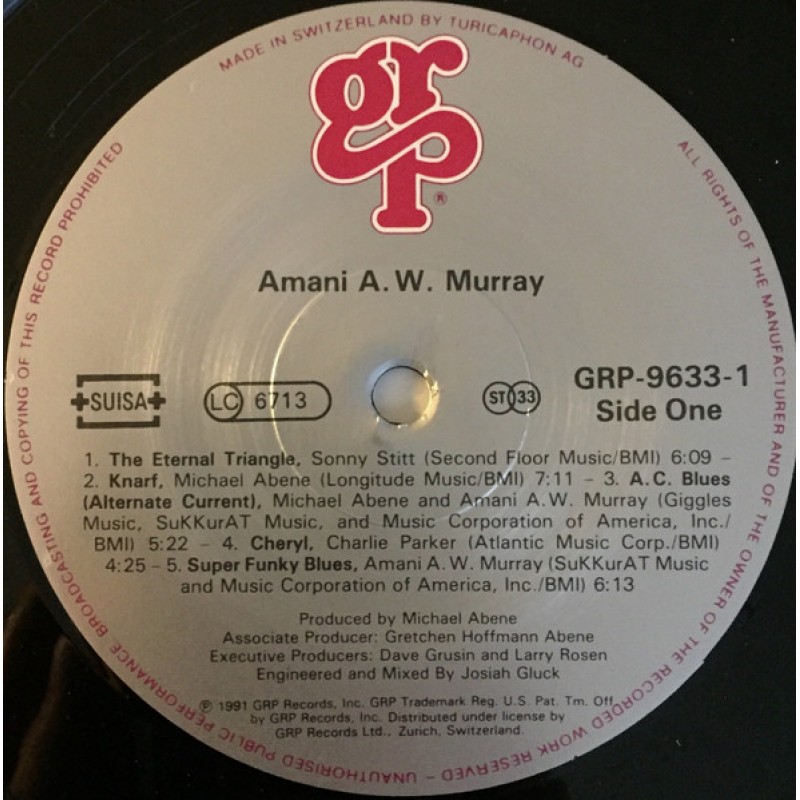 MADE IN SWITZERLAND BY TURICAPHON AG
grp
®
ALL RIGHTS OF THE MANUFACTURER AND OF THE OWNER OF THE RECORDED WORK RESERVED – UNAUTHORISED PUBLIC PERFORMANCE BROADCASTING AND COPYING OF THIS RECORD PROHIBITED
Amani A.W. Murray
SUISA
LC 6713
ST 33
GRP-9633-1
Side One
1. The Eternal Triangle, Sonny Stitt (Second Floor Music/BMI) 6:09 –
2. Knarf, Michael Abene (Longitude Music/BMI) 7:11 – 3. A.C. Blues
(Alternate Current), Michael Abene and Amani A.W. Murray (Giggles
Music, SuKKurAT Music, and Music Corporation of America, Inc./
BMI) 5:22 – 4. Cheryl, Charlie Parker (Atlantic Music Corp./BMI)
4:25 – 5. Super Funky Blues, Amani A.W. Murray (SuKKurAT Music
and Music Corporation of America, Inc./BMI) 6:13
Produced by Michael Abene
Associate Producer: Gretchen Hoffmann Abene
Executive Producers: Dave Grusin and Larry Rosen
Engineered and Mixed By Josiah Gluck
℗ 1991 GRP Records, Inc. GRP Trademark Reg. U.S. Pat. Tm. Off.
by GRP Records, Inc. Distributed under license by
GRP Records Ltd., Zurich, Switzerland.